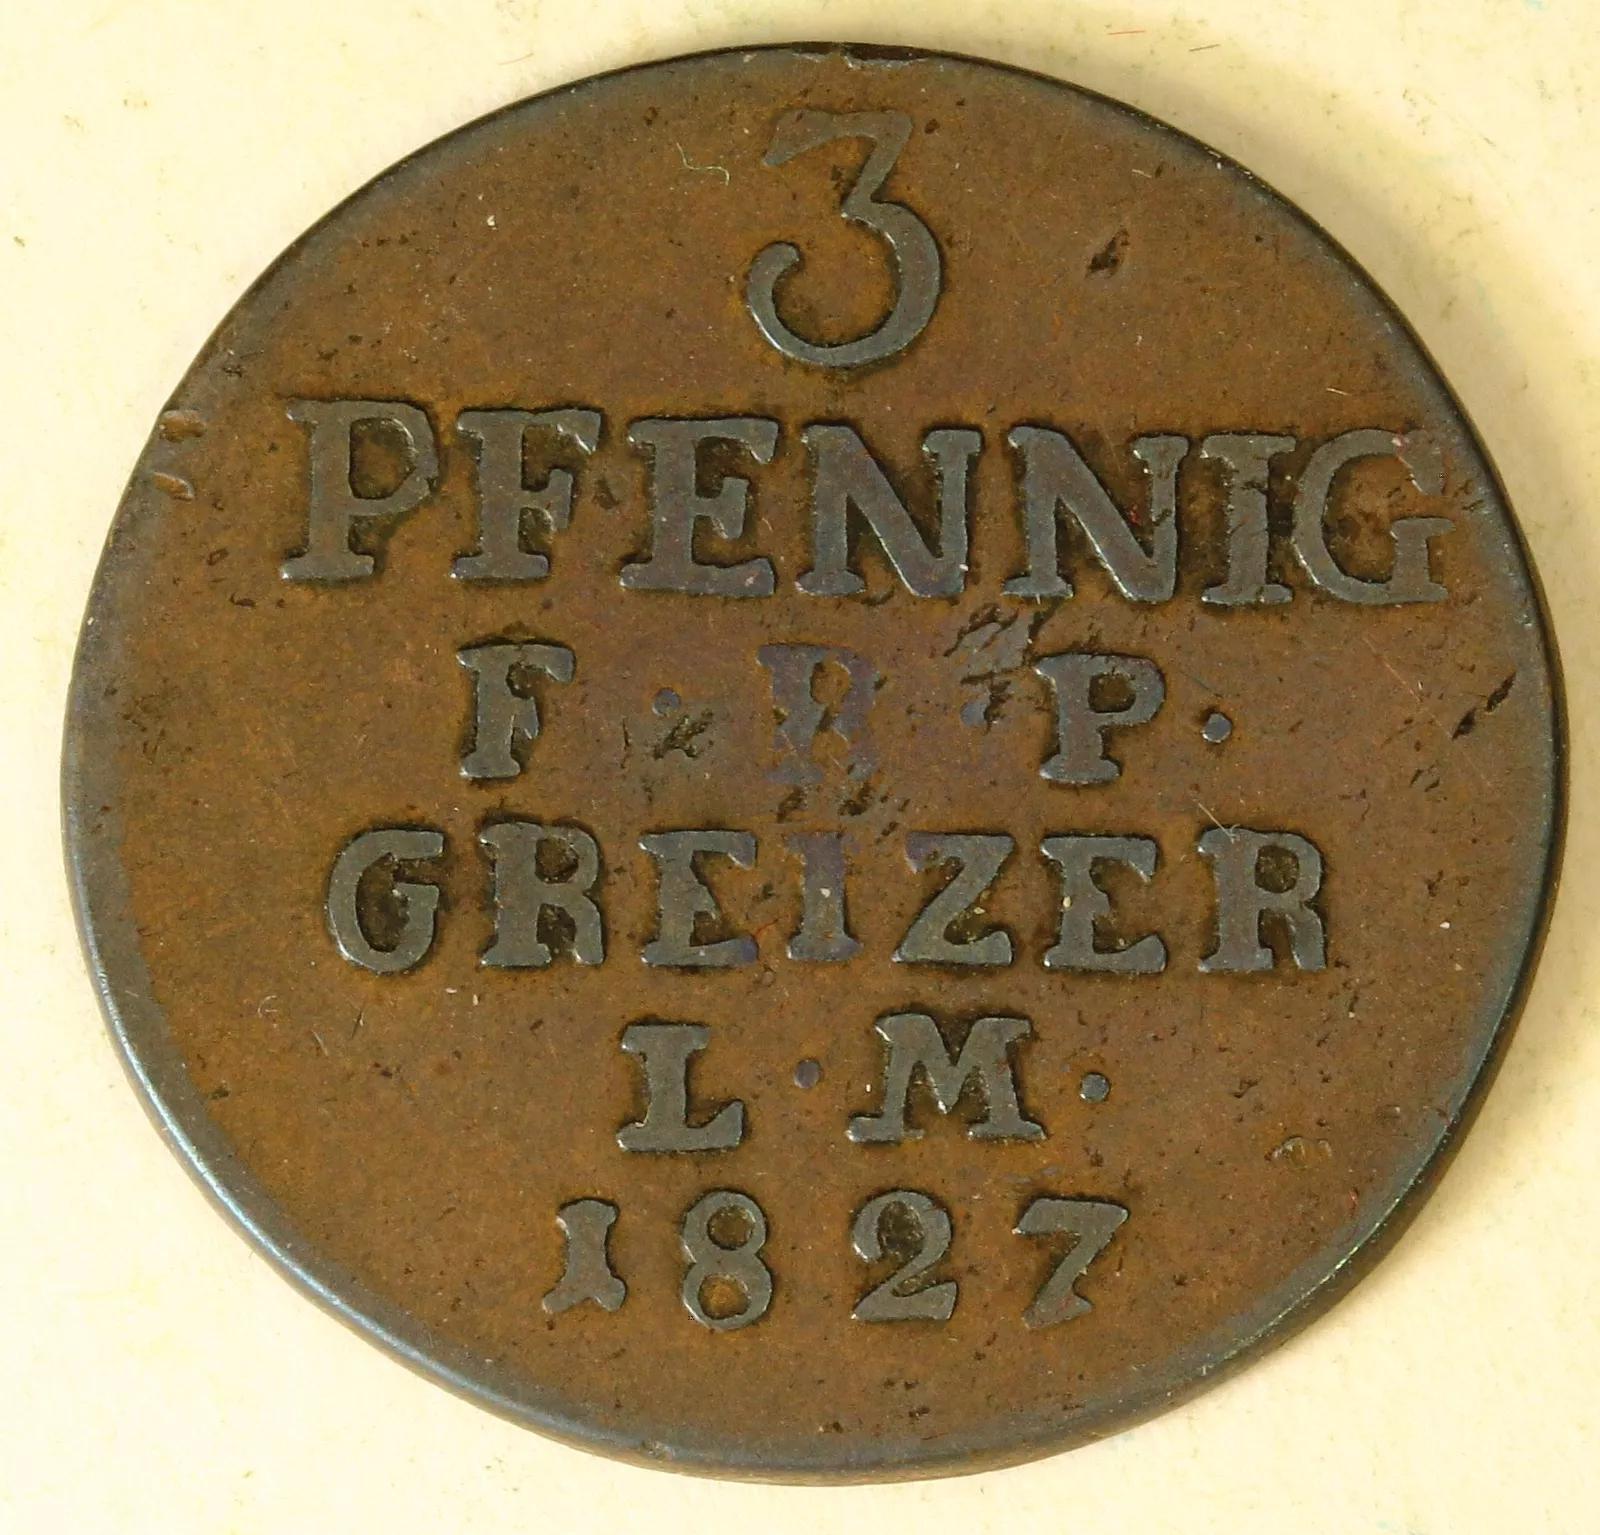 3
PFENNIG
F · R · P ·
GREIZER
L · M ·
1827